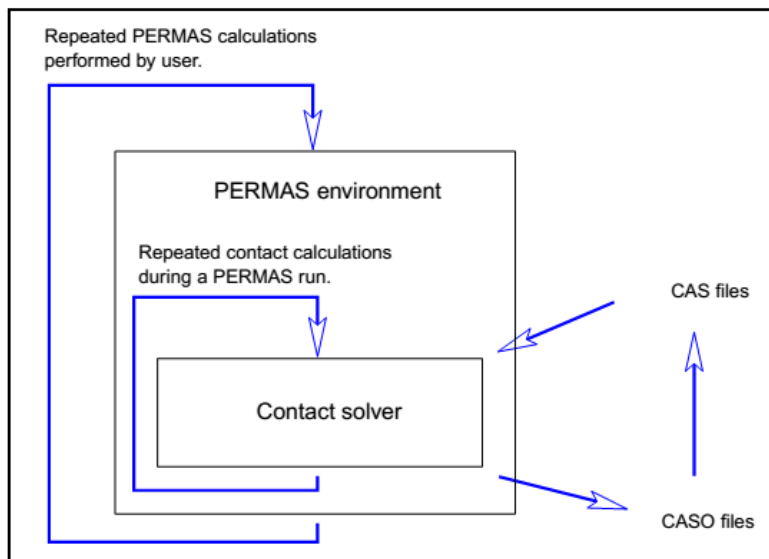 Repeated PERMAS calculations
performed by user.
PERMAS environment
Repeated contact calculations
during a PERMAS run.
CAS files
Contact solver
CASO files